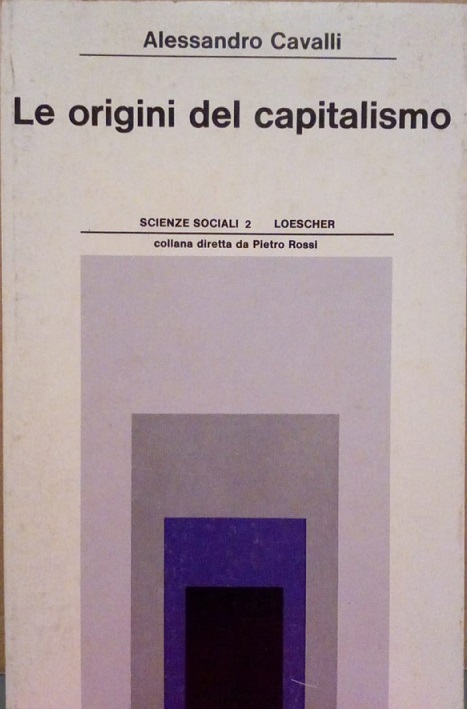 Alessandro Cavalli
Le origini del capitalismo
SCIENZE SOCIALI 2 LOESCHER
collana diretta da Pietro Rossi